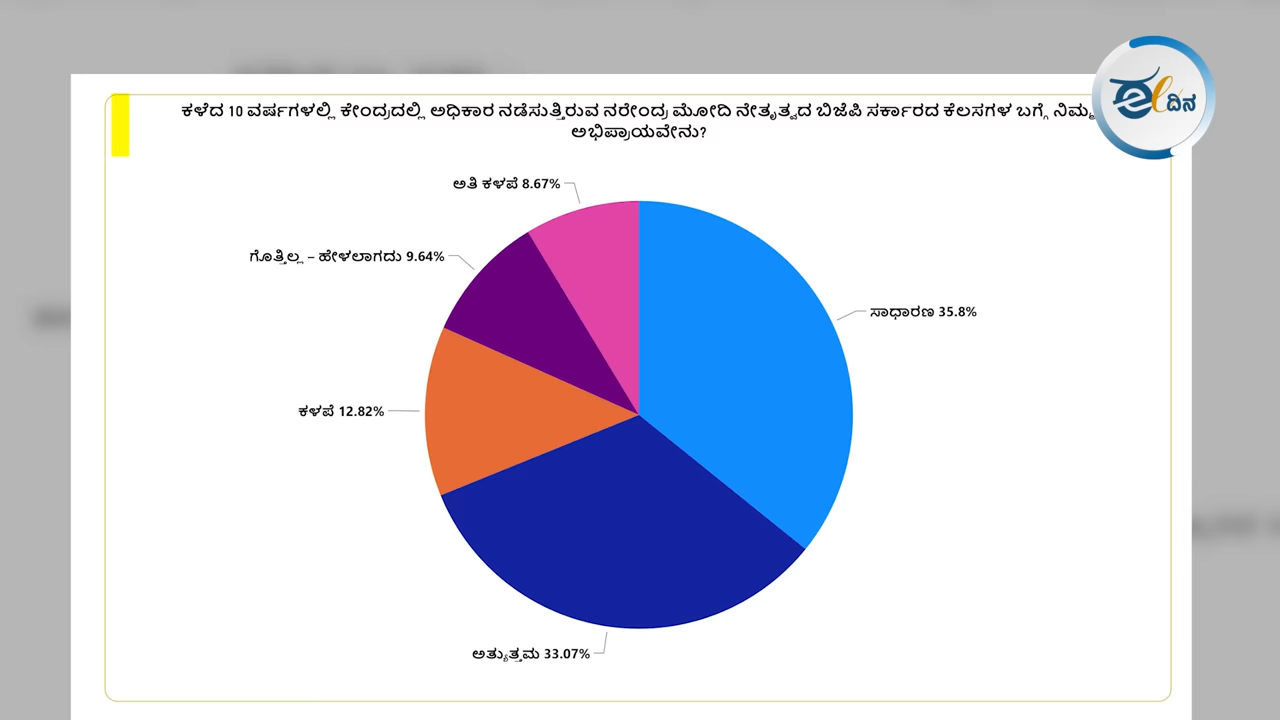 ಕಳೆದ 10 ವರ್ಷಗಳಲ್ಲಿ ಕೇಂದ್ರದಲ್ಲಿ ಅಧಿಕಾರ ನಡೆಸುತ್ತಿರುವ ನರೇಂದ್ರ ಮೋದಿ ನೇತೃತ್ವದ ಬಿಜೆಪಿ ಸರ್ಕಾರದ ಕೆಲಸಗಳ ಬಗ್ಗೆ ನಿಮ್ಮ
ಅಭಿಪ್ರಾಯವೇನು?
ಈ ದಿನ
ಅತಿ ಕಳಪೆ 8.67%
ಗೊತ್ತಿಲ್ಲ – ಹೇಳಲಾಗದು 9.64%
ಸಾಧಾರಣ 35.8%
ಕಳಪೆ 12.82%
ಅತ್ಯುತ್ತಮ 33.07%